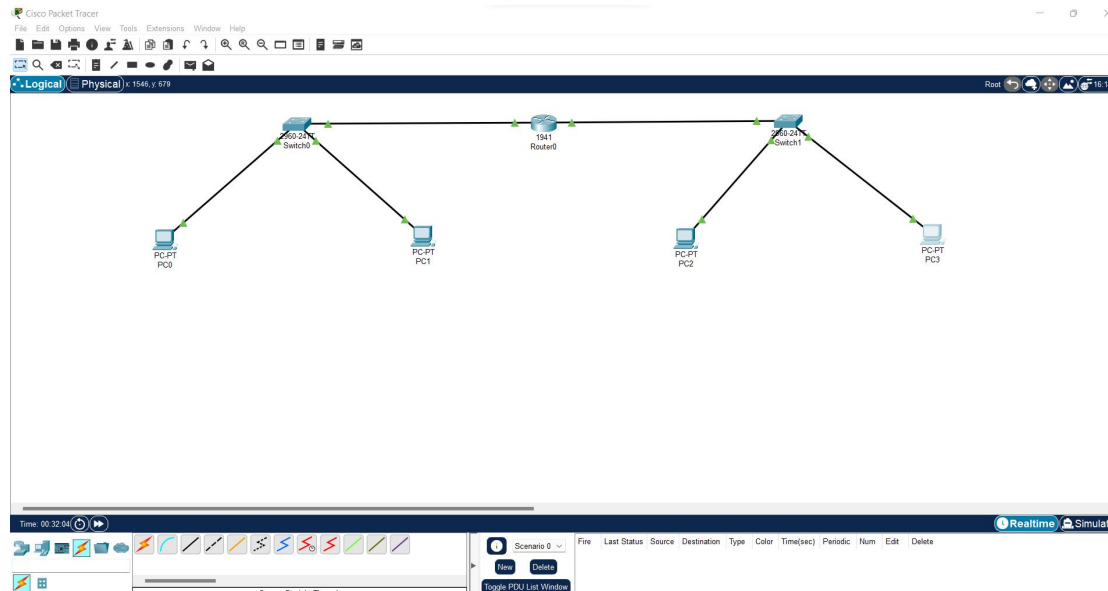 Cisco Packet Tracer
File Edit Options View Tools Extensions Window Help
Logical Physical x: 1546, y: 679 Root
2960-24TT
Switch0
1941
Router0
2960-24TT
Switch1
PC-PT
PC0
PC-PT
PC1
PC-PT
PC2
PC-PT
PC3
Time: 00:32:04 Realtime
Scenario 0 Fire Last Status Source Destination Type Color Time(sec) Periodic Num Edit Delete
New Delete
Toggle PDU List Window